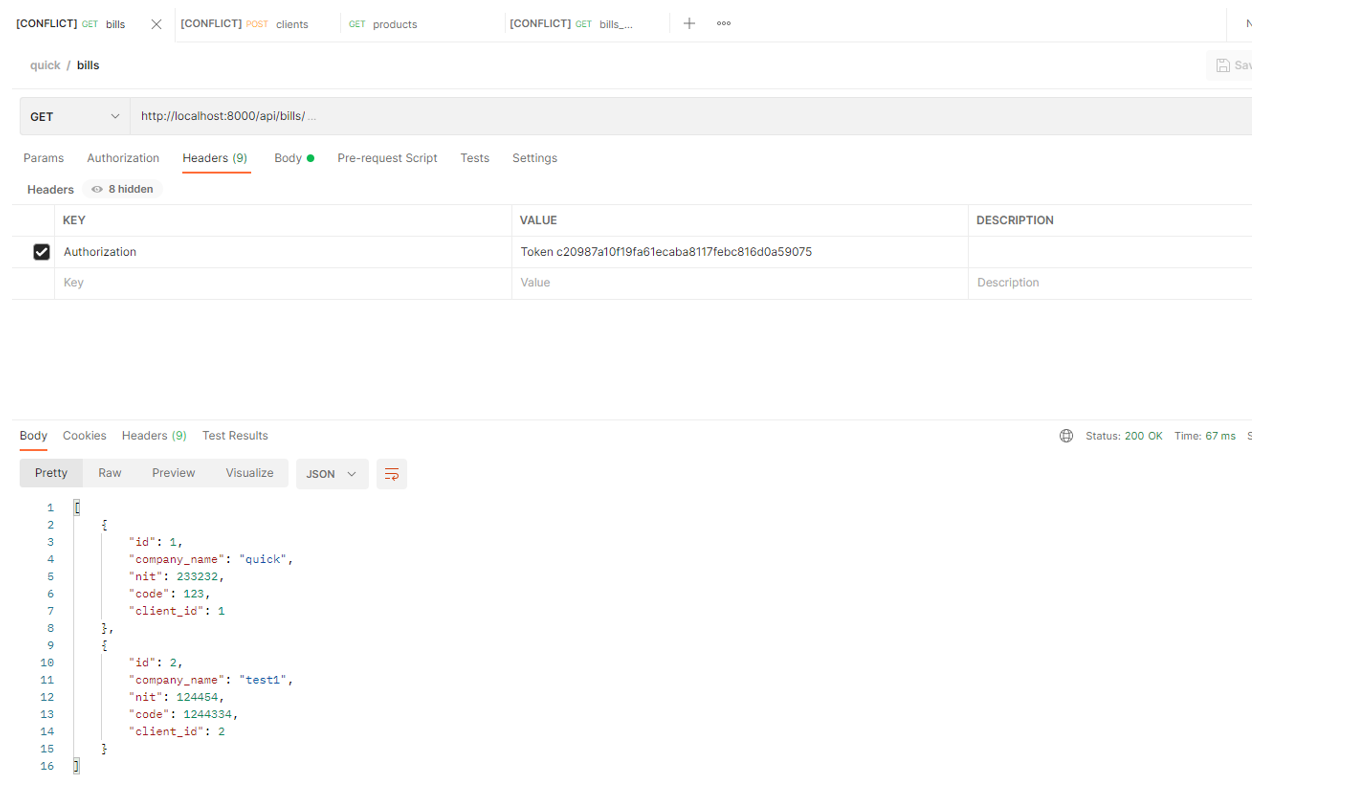 [CONFLICT] GET bills [CONFLICT] POST clients GET products [CONFLICT] GET bills_...
quick / bills
GET http://localhost:8000/api/bills/ ...
Params Authorization Headers (9) Body Pre-request Script Tests Settings
Headers 8 hidden
KEY VALUE DESCRIPTION
Authorization Token c20987a10f19fa61ecaba8117febc816d0a59075
Key Value Description
Body Cookies Headers (9) Test Results Status: 200 OK Time: 67 ms
Pretty Raw Preview Visualize JSON
1 [
2 {
3 "id": 1,
4 "company_name": "quick",
5 "nit": 233232,
6 "code": 123,
7 "client_id": 1
8 },
9 {
10 "id": 2,
11 "company_name": "test1",
12 "nit": 124454,
13 "code": 1244334,
14 "client_id": 2
15 }
16 ]